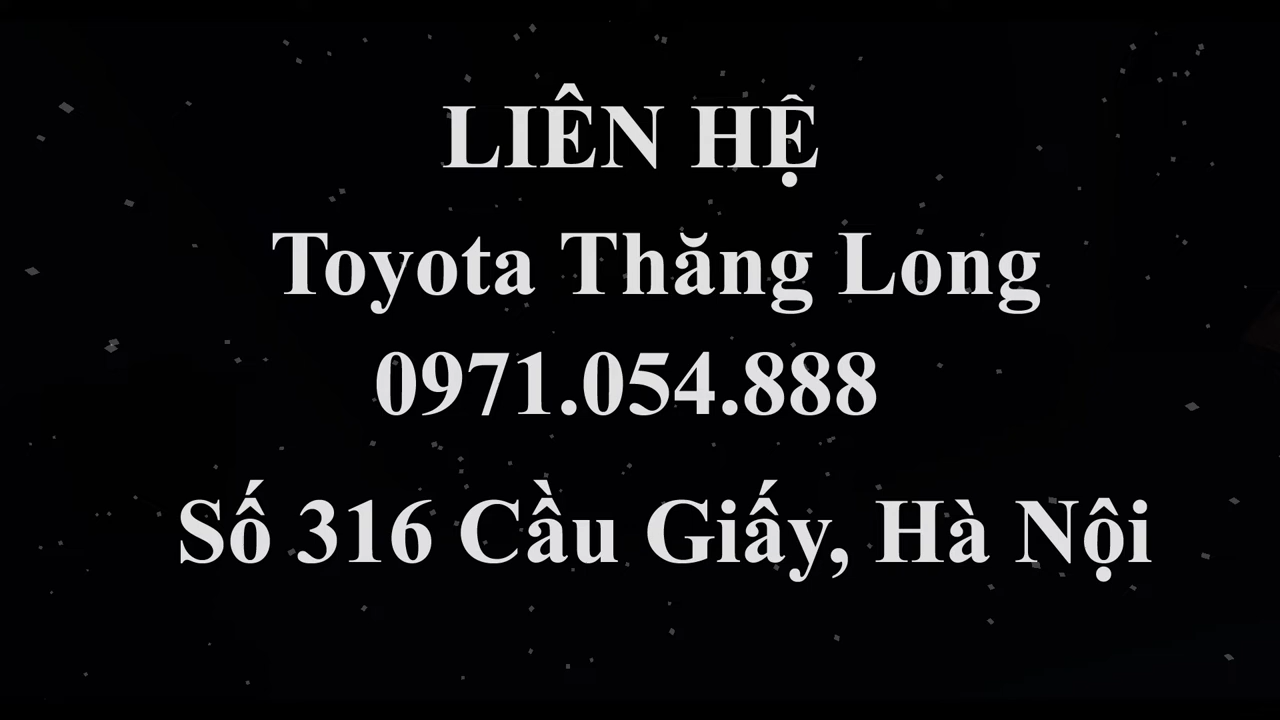 LIÊN HỆ
Toyota Thăng Long
0971.054.888
Số 316 Cầu Giấy, Hà Nội